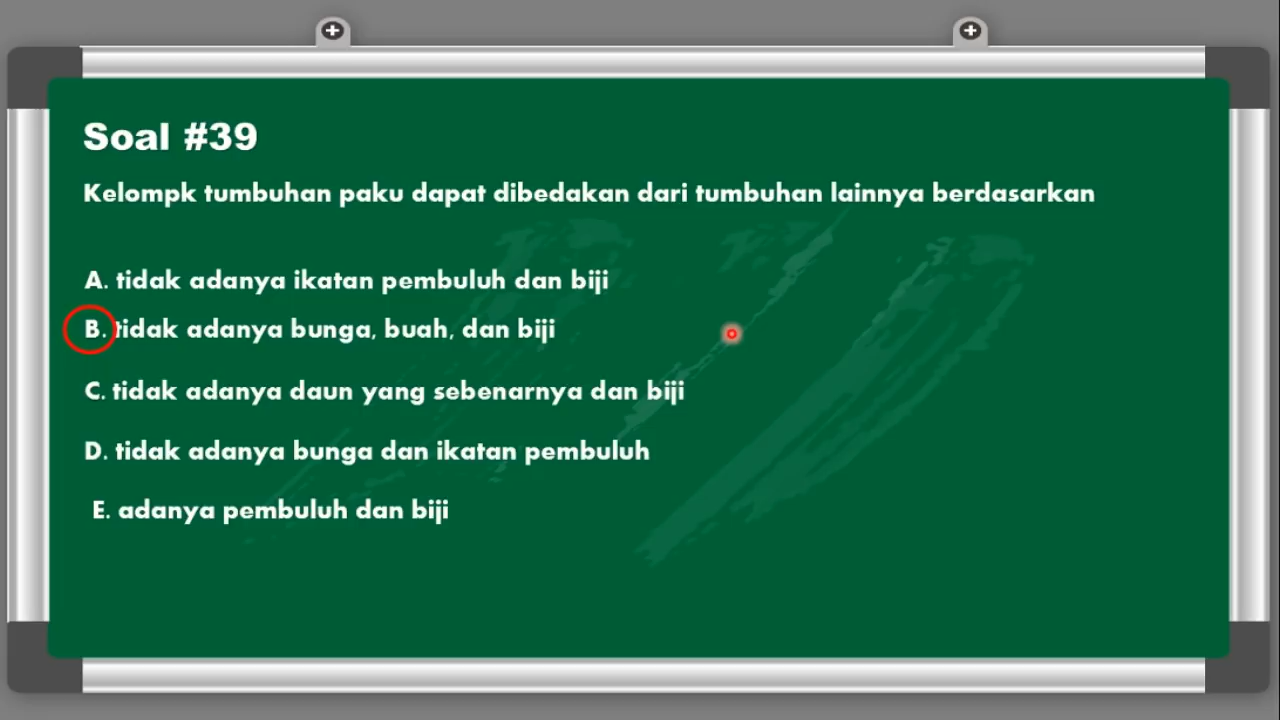 Soal #39
Kelompk tumbuhan paku dapat dibedakan dari tumbuhan lainnya berdasarkan
A. tidak adanya ikatan pembuluh dan biji
B. tidak adanya bunga, buah, dan biji
C. tidak adanya daun yang sebenarnya dan biji
D. tidak adanya bunga dan ikatan pembuluh
E. adanya pembuluh dan biji